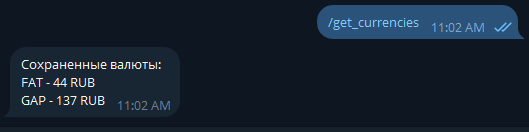 /get_currencies
11:02 AM
Сохраненные валюты:
FAT - 44 RUB
GAP - 137 RUB
11:02 AM